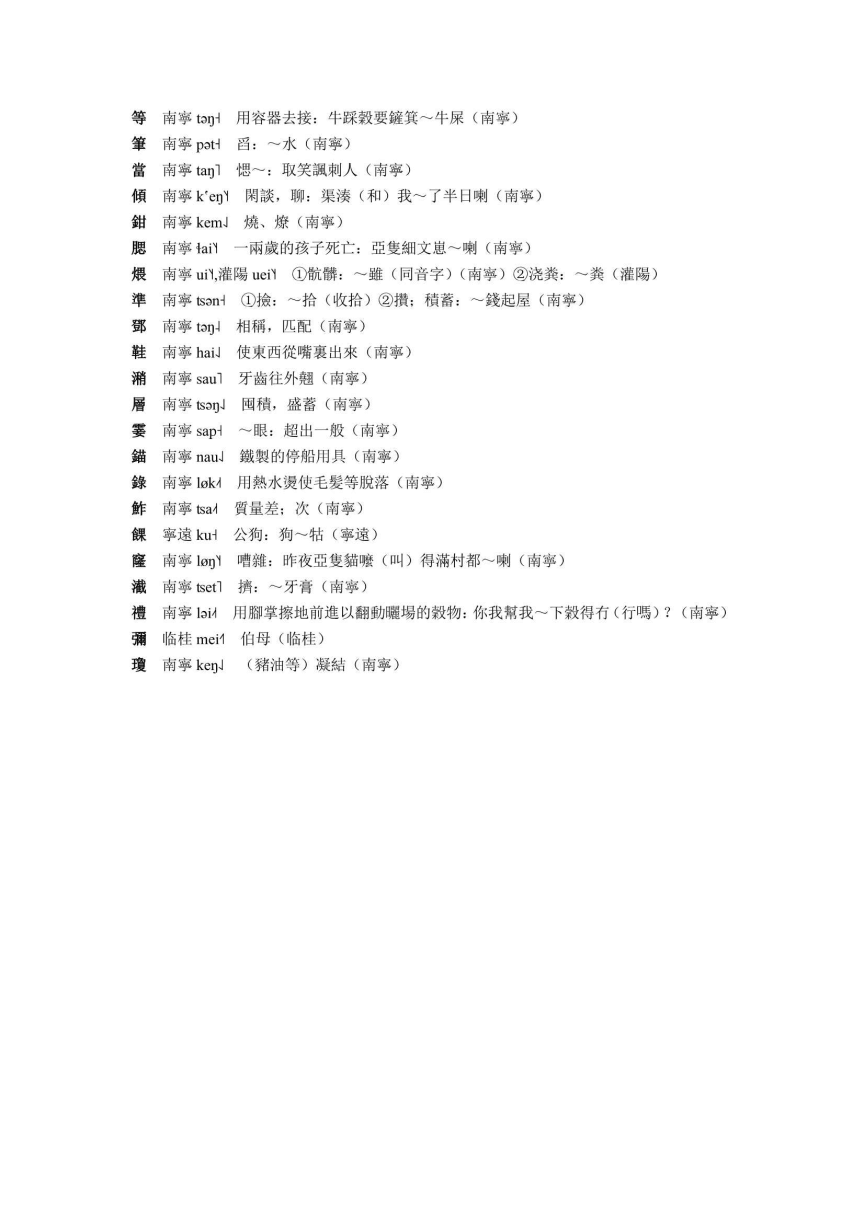 等 南寧 təŋ˧ 用容器去接：牛踩穀要鏟箕～牛屎（南寧）
筆 南寧 pət˧ 舀：～水（南寧）
當 南寧 taŋ˥ 愢～：取笑諷刺人（南寧）
傾 南寧 kʻeŋ˥˧ 閑談，聊：渠湊（和）我～了半日喇（南寧）
鉗 南寧 kem˨˩ 燒、燎（南寧）
腮 南寧 ɬai˥˧ 一兩歲的孩子死亡：亞隻細文崽～喇（南寧）
煨 南寧 ui˥˧,灌陽 uei˥˧ ①骯髒：～雖（同音字）（南寧）②浇粪：～粪（灌陽）
準 南寧 tsən˧ ①撿：～拾（收拾）②攢；積蓄：～錢起屋（南寧）
鄧 南寧 təŋ˨˩ 相稱，匹配（南寧）
鞋 南寧 hai˨˩ 使東西從嘴裏出來（南寧）
潲 南寧 sau˥ 牙齒往外翹（南寧）
層 南寧 tsəŋ˨˩ 囤積，盛蓄（南寧）
霎 南寧 sap˧ ～眼：超出一般（南寧）
錨 南寧 nau˨˩ 鐵製的停船用具（南寧）
錄 南寧 løk˨˦ 用熱水燙使毛髮等脫落（南寧）
鮓 南寧 tsa˨˦ 質量差；次（南寧）
餜 寧遠 ku˧ 公狗：狗～牯（寧遠）
窿 南寧 løŋ˥˧ 嘈雜：昨夜亞隻貓嚒（叫）得滿村都～喇（南寧）
瀐 南寧 tset˥ 擠：～牙膏（南寧）
禮 南寧 ləi˨˦ 用腳掌擦地前進以翻動曬場的穀物：你我幫我～下穀得冇（行嗎）？（南寧）
彌 临桂 mei˧˥ 伯母（临桂）
瓊 南寧 keŋ˨˩ （豬油等）凝結（南寧）